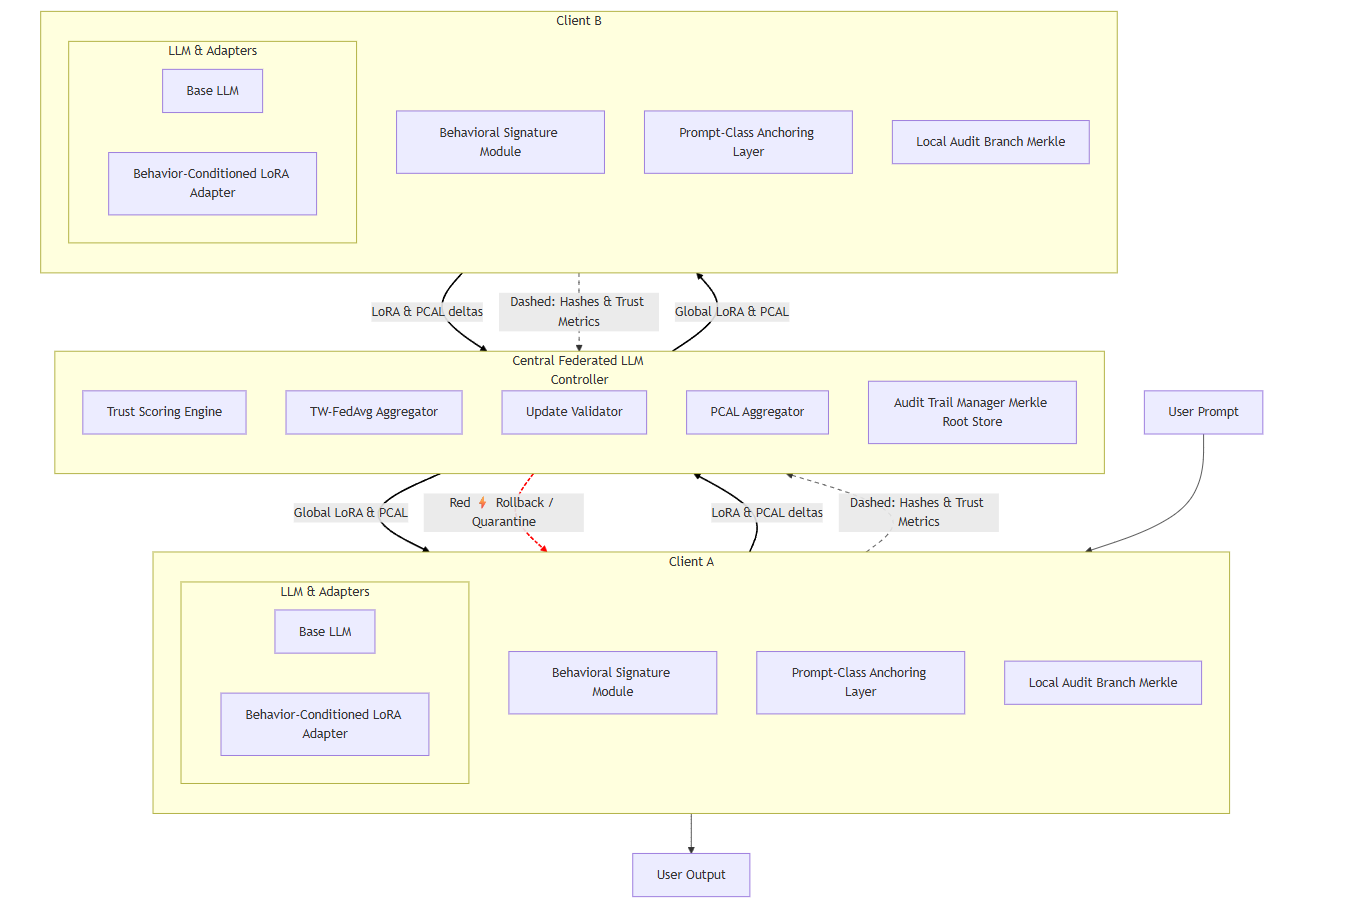 Client B
LLM & Adapters
Base LLM
Behavior-Conditioned LoRA
Adapter
Behavioral Signature
Module
Prompt-Class Anchoring
Layer
Local Audit Branch Merkle
LoRA & PCAL deltas
Dashed: Hashes & Trust
Metrics
Global LoRA & PCAL
Central Federated LLM
Controller
Trust Scoring Engine
TW-FedAvg Aggregator
Update Validator
PCAL Aggregator
Audit Trail Manager Merkle
Root Store
User Prompt
Global LoRA & PCAL
Red ⚡ Rollback /
Quarantine
LoRA & PCAL deltas
Dashed: Hashes & Trust
Metrics
Client A
LLM & Adapters
Base LLM
Behavior-Conditioned LoRA
Adapter
Behavioral Signature
Module
Prompt-Class Anchoring
Layer
Local Audit Branch Merkle
User Output